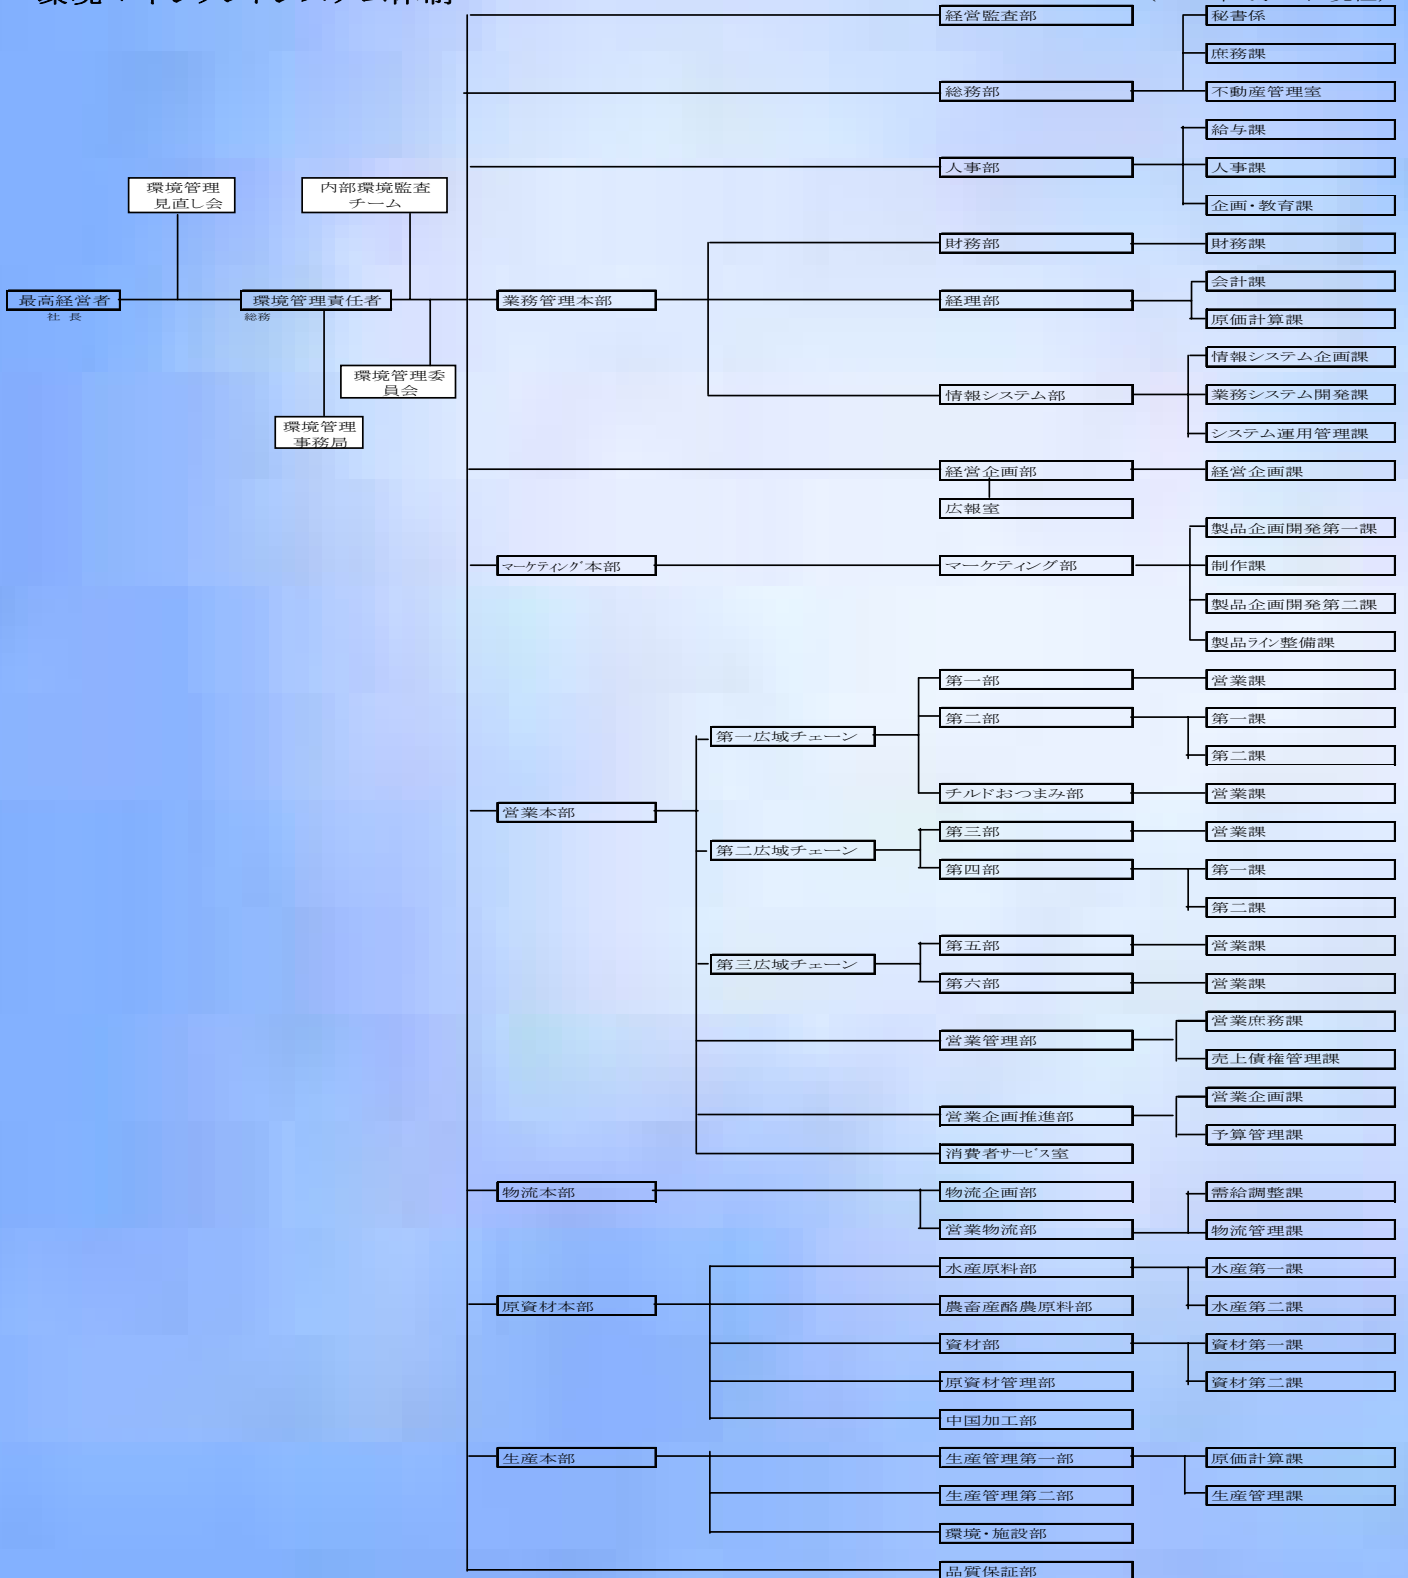 経営監査部
秘書係
庶務課
総務部
不動産管理室
給与課
人事部
人事課
企画・教育課
環境管理
見直し会
内部環境監査
チーム
財務部
財務課
会計課
最高経営者
社 長
環境管理責任者
総務
業務管理本部
経理部
原価計算課
情報システム企画課
環境管理委
員会
情報システム部
業務システム開発課
環境管理
事務局
システム運用管理課
経営企画部
経営企画課
広報室
製品企画開発第一課
マーケティング本部
マーケティング部
制作課
製品企画開発第二課
製品ライン整備課
第一部
営業課
第二部
第一課
第一広域チェーン
第二課
チルドおつまみ部
営業課
営業本部
第三部
営業課
第二広域チェーン
第四部
第一課
第二課
第五部
営業課
第三広域チェーン
第六部
営業課
営業庶務課
営業管理部
売上債権管理課
営業企画課
営業企画推進部
予算管理課
消費者サービス室
物流本部
物流企画部
需給調整課
営業物流部
物流管理課
水産原料部
水産第一課
原資材本部
農畜産酪農原料部
水産第二課
資材部
資材第一課
原資材管理部
資材第二課
中国加工部
生産本部
生産管理第一部
原価計算課
生産管理第二部
生産管理課
環境・施設部
品質保証部